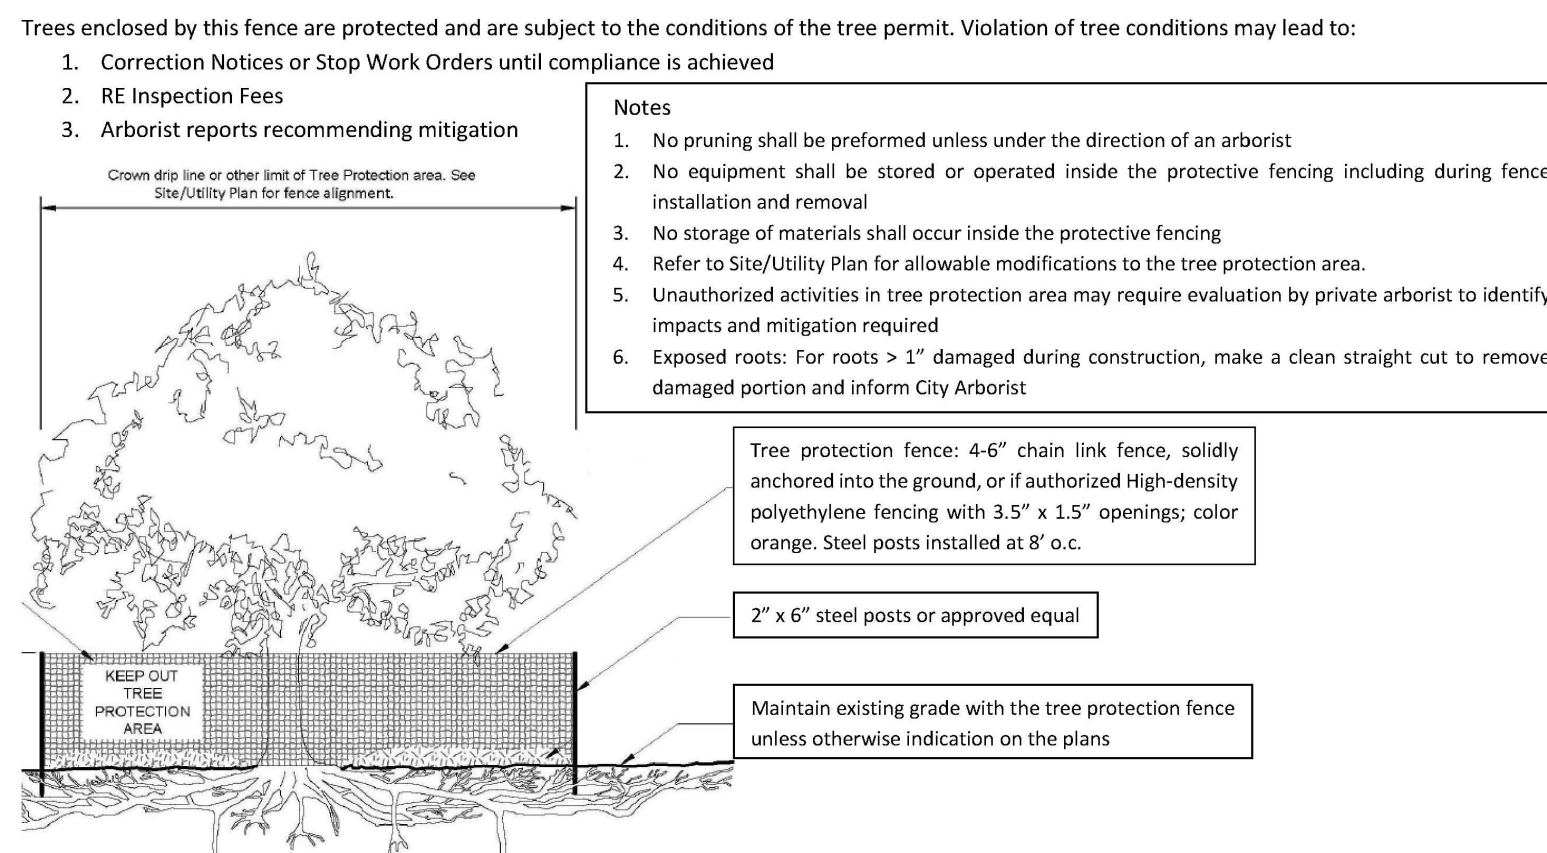 Trees enclosed by this fence are protected and are subject to the conditions of the tree permit. Violation of tree conditions may lead to:
1. Correction Notices or Stop Work Orders until compliance is achieved
2. RE Inspection Fees
3. Arborist reports recommending mitigation
Notes
1. No pruning shall be preformed unless under the direction of an arborist
2. No equipment shall be stored or operated inside the protective fencing including during fence
installation and removal
3. No storage of materials shall occur inside the protective fencing
4. Refer to Site/Utility Plan for allowable modifications to the tree protection area.
5. Unauthorized activities in tree protection area may require evaluation by private arborist to identify
impacts and mitigation required
6. Exposed roots: For roots > 1” damaged during construction, make a clean straight cut to remove
damaged portion and inform City Arborist
Crown drip line or other limit of Tree Protection area. See
Site/Utility Plan for fence alignment.
Tree protection fence: 4-6” chain link fence, solidly
anchored into the ground, or if authorized High-density
polyethylene fencing with 3.5” x 1.5” openings; color
orange. Steel posts installed at 8’ o.c.
2” x 6” steel posts or approved equal
KEEP OUT
TREE
PROTECTION
AREA
Maintain existing grade with the tree protection fence
unless otherwise indication on the plans